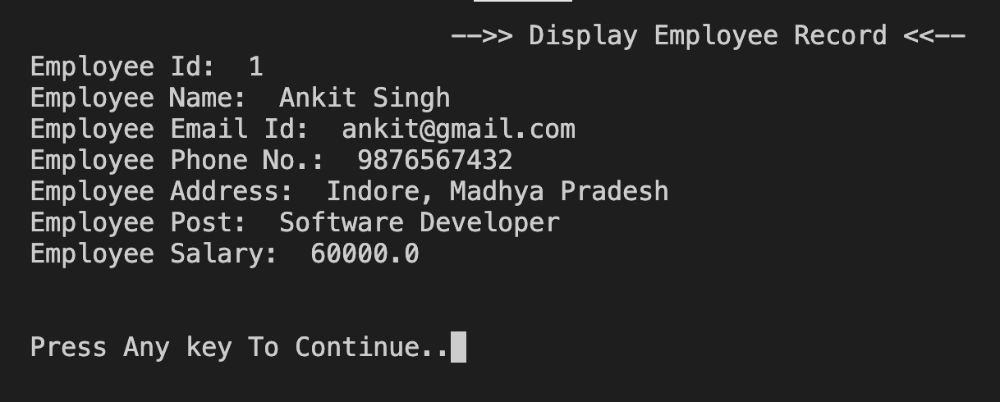 -->> Display Employee Record <<--
Employee Id:  1
Employee Name:  Ankit Singh
Employee Email Id:  ankit@gmail.com
Employee Phone No.:  9876567432
Employee Address:  Indore, Madhya Pradesh
Employee Post:  Software Developer
Employee Salary:  60000.0
Press Any key To Continue..